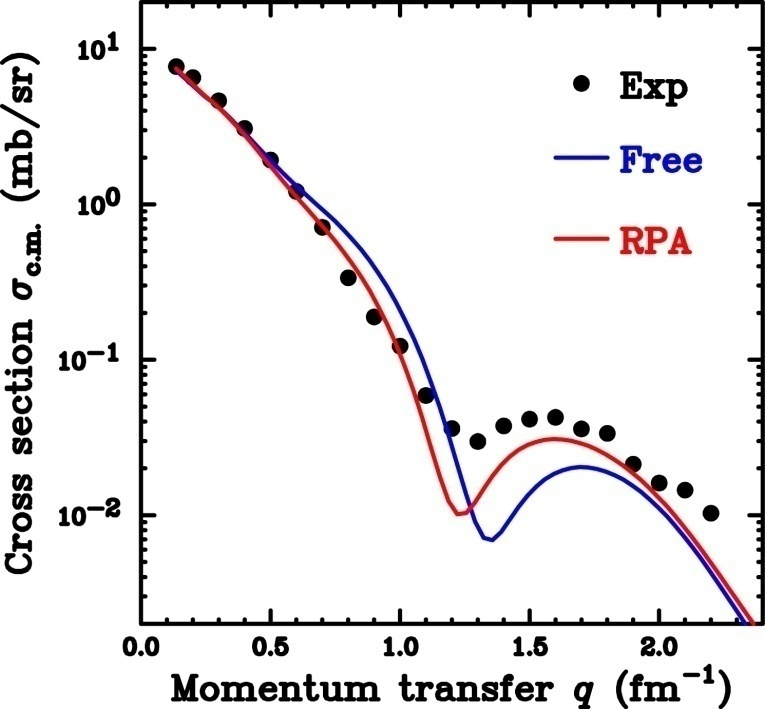 10¹
10⁰
10⁻¹
10⁻²
Cross section σc.m. (mb/sr)
Exp
Free
RPA
0.0 0.5 1.0 1.5 2.0
Momentum transfer q (fm⁻¹)